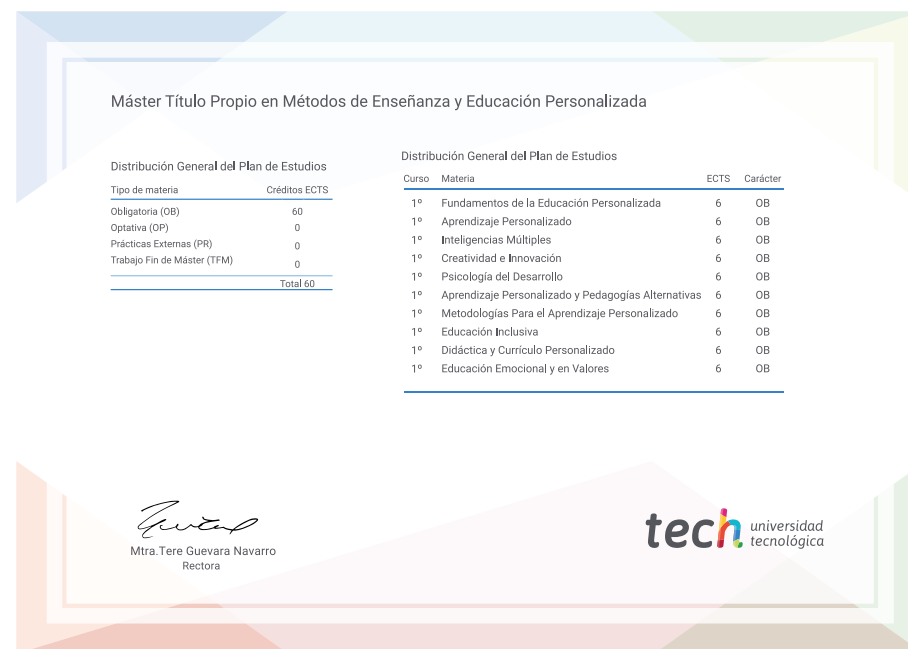 Máster Título Propio en Métodos de Enseñanza y Educación Personalizada
Distribución General del Plan de Estudios
Tipo de materia Créditos ECTS
Obligatoria (OB) 60
Optativa (OP) 0
Prácticas Externas (PR) 0
Trabajo Fin de Máster (TFM) 0
Total 60
Distribución General del Plan de Estudios
Curso Materia ECTS Carácter
1º Fundamentos de la Educación Personalizada 6 OB
1º Aprendizaje Personalizado 6 OB
1º Inteligencias Múltiples 6 OB
1º Creatividad e Innovación 6 OB
1º Psicología del Desarrollo 6 OB
1º Aprendizaje Personalizado y Pedagogías Alternativas 6 OB
1º Metodologías Para el Aprendizaje Personalizado 6 OB
1º Educación Inclusiva 6 OB
1º Didáctica y Currículo Personalizado 6 OB
1º Educación Emocional y en Valores 6 OB
Mtra.Tere Guevara Navarro
Rectora
tech universidad
tecnológica